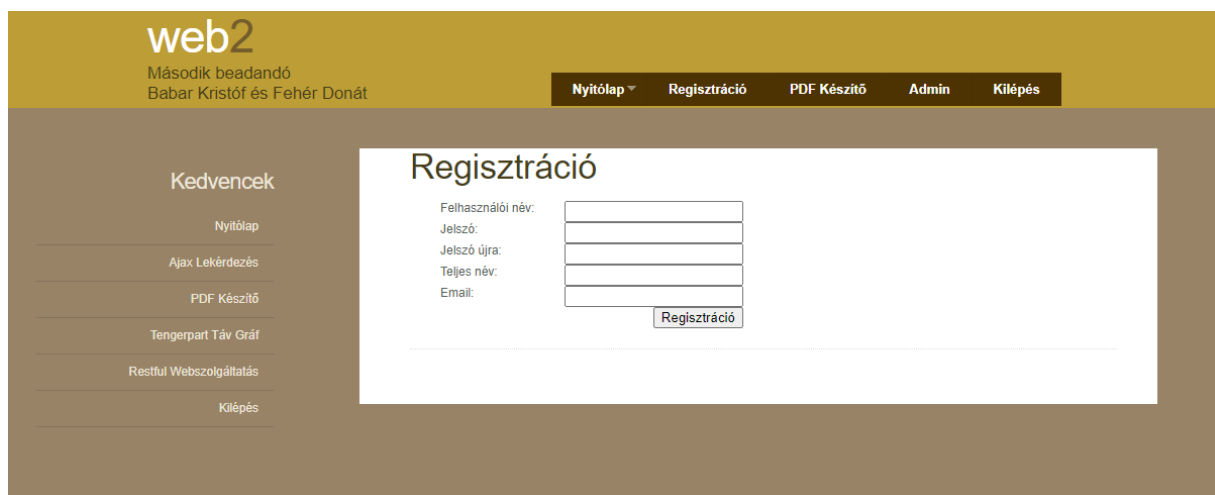 web2
Második beadandó
Babar Kristóf és Fehér Donát
Nyitólap Regisztráció PDF Készítő Admin Kilépés
Kedvencek
Nyitólap
Ajax Lekérdezés
PDF Készítő
Tengerpart Táv Gráf
Restful Webszolgáltatás
Kilépés
Regisztráció
Felhasználói név:
Jelszó:
Jelszó újra:
Teljes név:
Email:
Regisztráció